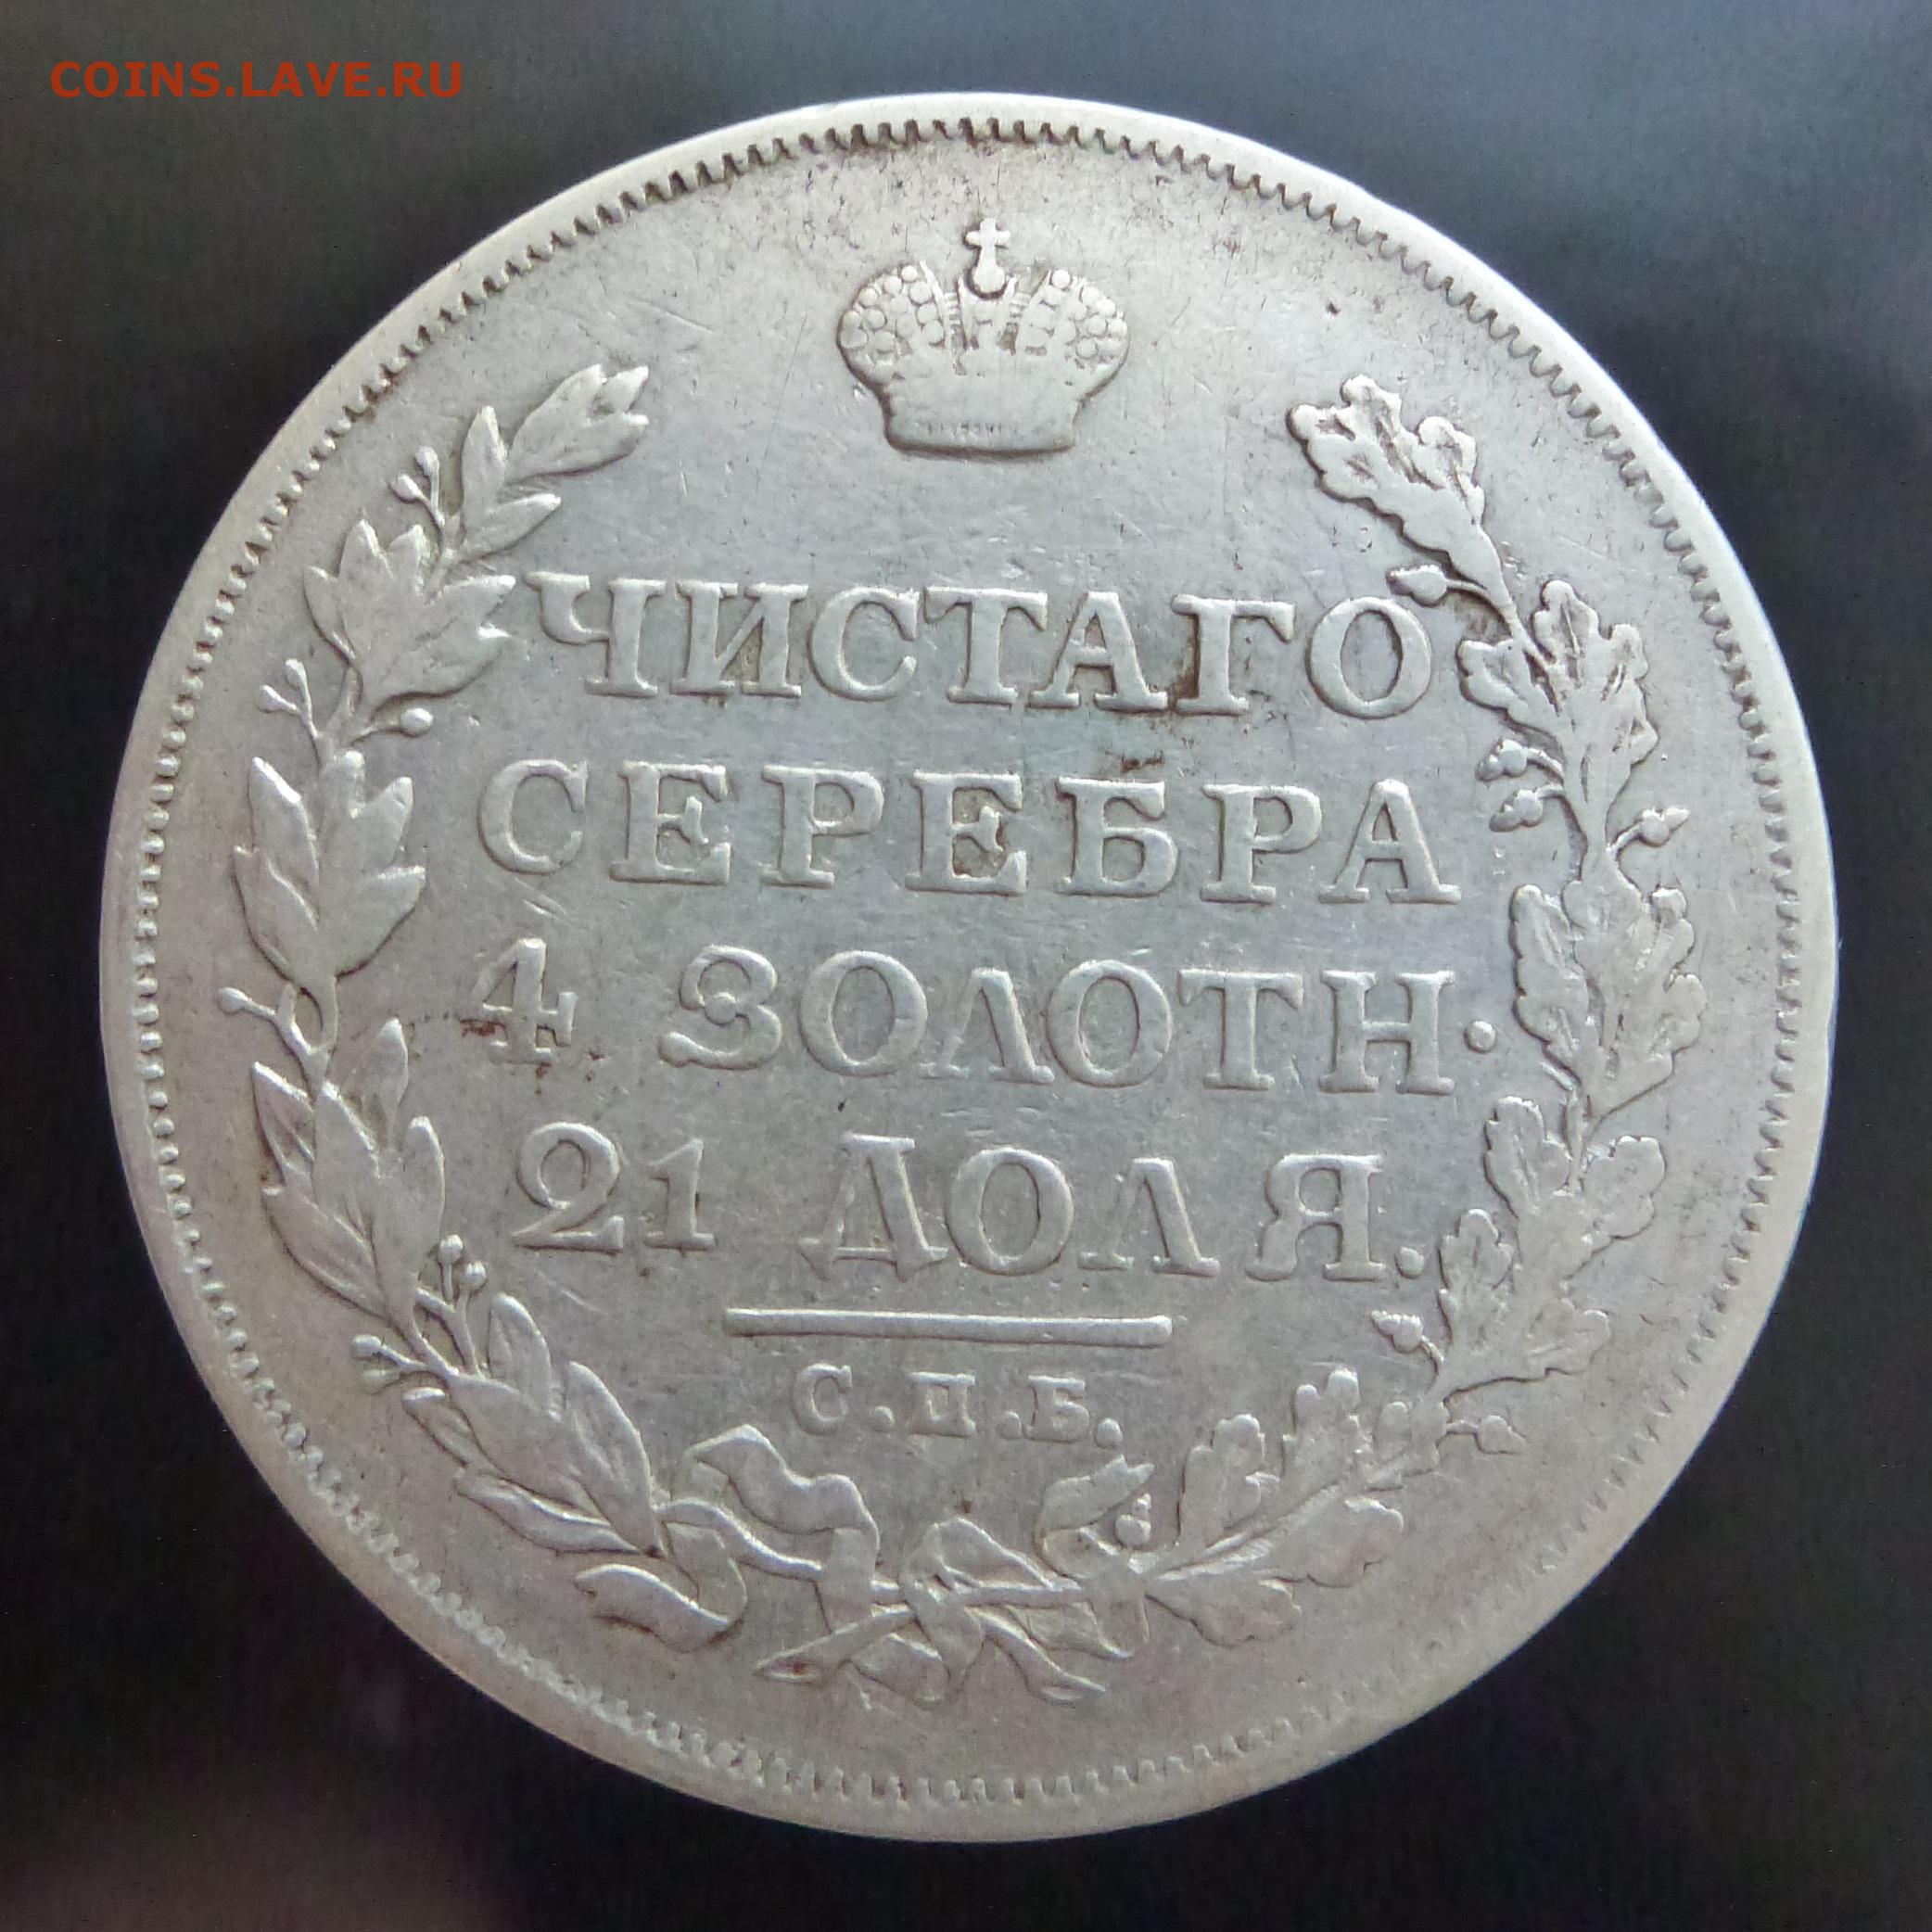 COINS.LAVE.RU
ЧИСТАГО
СЕРЕБРА
4 ЗОЛОТН.
21 ДОЛЯ.
С.П.Б.